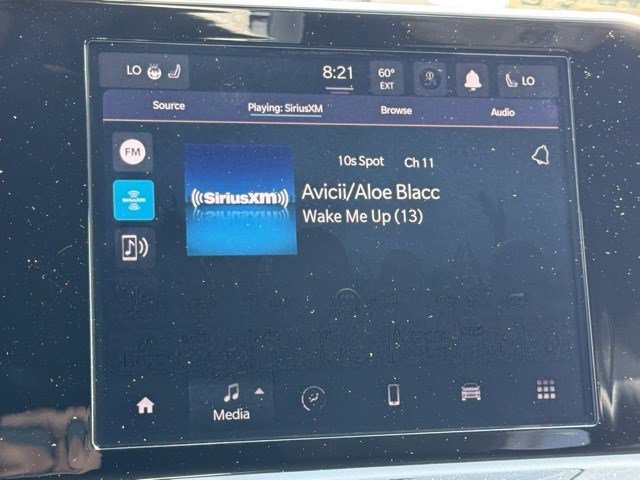 LO 8:21 60° EXT LO
Source Playing: SiriusXM Browse Audio
FM
10s Spot Ch 11
((SiriusXM))
Avicii/Aloe Blacc
SiriusXM
Wake Me Up (13)
Media